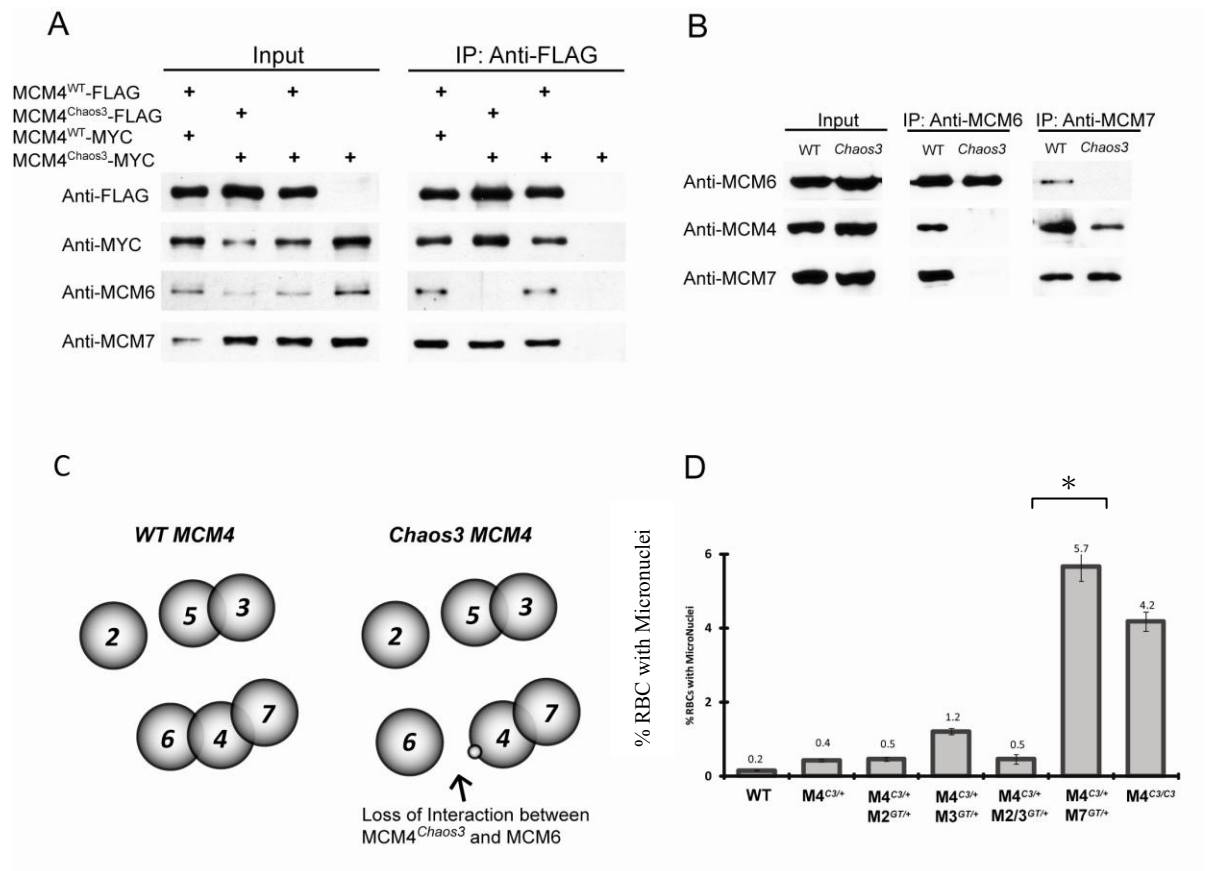 A
Input
IP: Anti-FLAG
MCM4WT-FLAG + + + +
MCM4Chaos3-FLAG + +
MCM4WT-MYC + +
MCM4Chaos3-MYC + + + + + +
Anti-FLAG
Anti-MYC
Anti-MCM6
Anti-MCM7
B
Input
IP: Anti-MCM6
IP: Anti-MCM7
WT Chaos3 WT Chaos3 WT Chaos3
Anti-MCM6
Anti-MCM4
Anti-MCM7
C
WT MCM4
Chaos3 MCM4
2 5 3
6 4 7
2 5 3
6 4 7
Loss of Interaction between
MCM4Chaos3 and MCM6
D
*
% RBC with Micronuclei
% RBCs with MicroNuclei
6
4
2
0
0.2
0.4
0.5
1.2
0.5
5.7
4.2
WT
M4C3/+
M4C3/+
M2GT/+
M4C3/+
M3GT/+
M4C3/+
M2/3GT/+
M4C3/+
M7GT/+
M4C3/C3